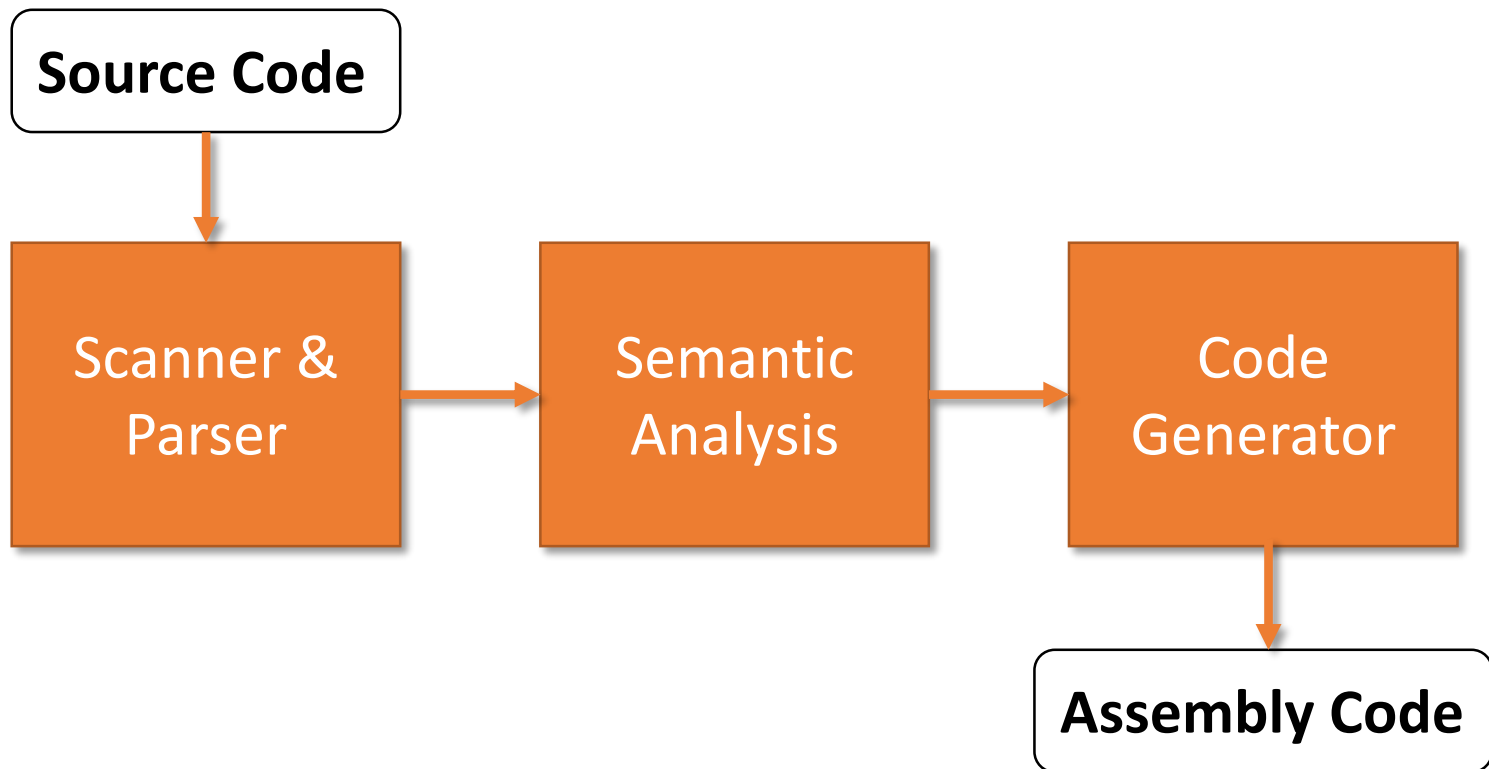 Source Code
Scanner &
Parser
Semantic
Analysis
Code
Generator
Assembly Code